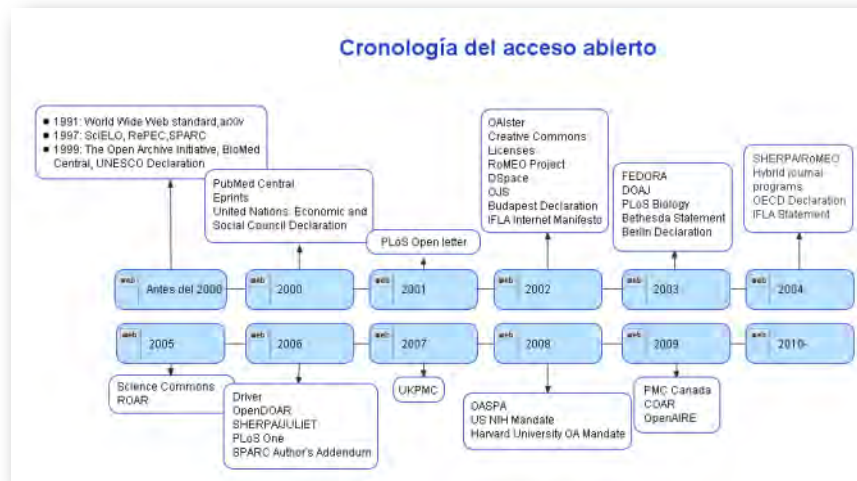 Cronología del acceso abierto
1991: World Wide Web standard,arXiv
1997: SciELO, RePEC,SPARC
1999: The Open Archive Initiative, BioMed
Central, UNESCO Declaration
PubMed Central
Eprints
United Nations: Economic and
Social Council Declaration
PLoS Open letter
OAIster
Creative Commons
Licenses
RoMEO Project
DSpace
OJS
Budapest Declaration
IFLA Internet Manifesto
FEDORA
DOAJ
PLoS Biology
Bethesda Statement
Berlin Declaration
SHERPA/RoMEO
Hybrid journal
programs
OECD Declaration
IFLA Statement
web Antes del 2000
web 2000
web 2001
web 2002
web 2003
web 2004
web 2005
web 2006
web 2007
web 2008
web 2009
web 2010-
Science Commons
ROAR
Driver
OpenDOAR
SHERPA/JULIET
PLoS One
SPARC Author's Addendum
UKPMC
OASPA
US NIH Mandate
Harvard University OA Mandate
PMC Canada
COAR
OpenAIRE